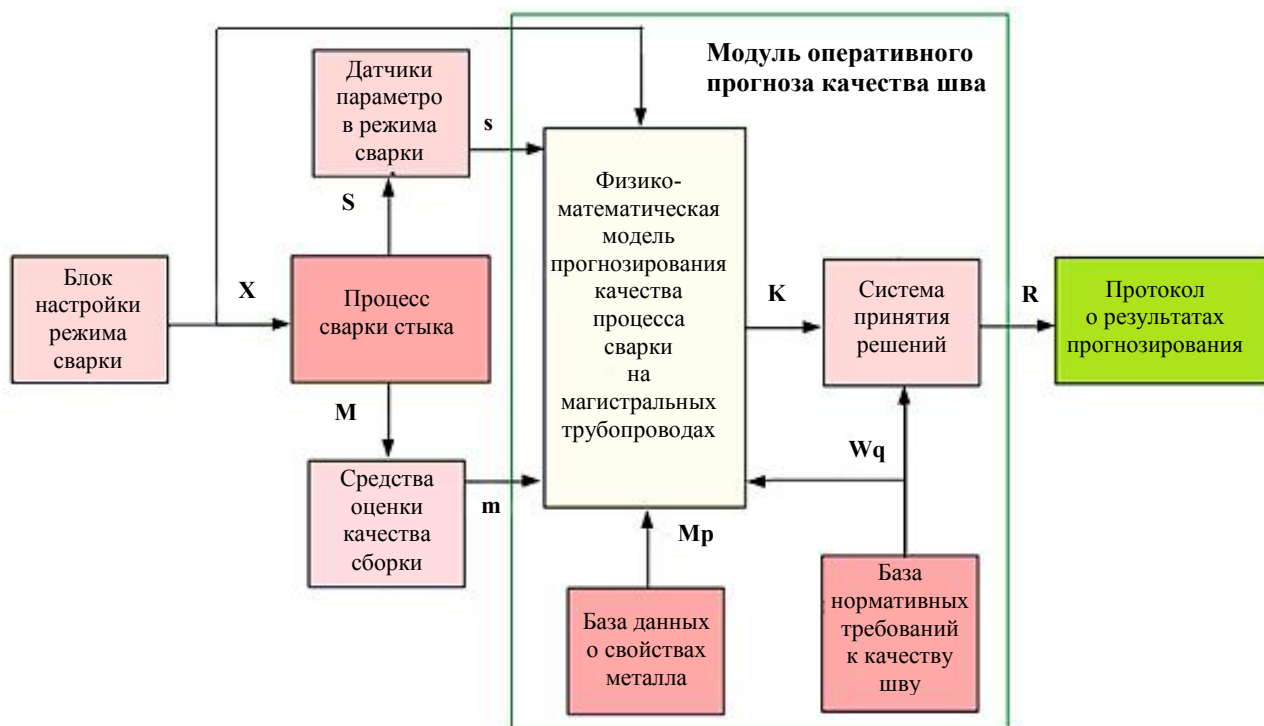 Модуль оперативного
прогноза качества шва
Датчики
параметро
в режима
сварки
s
S
Блок
настройки
режима
сварки
X
Процесс
сварки стыка
M
Средства
оценки
качества
сборки
m
Физико-
математическая
модель
прогнозирования
качества
процесса
сварки
на
магистральных
трубопроводах
K
Система
принятия
решений
R
Протокол
о результатах
прогнозирования
Wq
Mp
База данных
о свойствах
металла
База
нормативных
требований
к качеству
шву